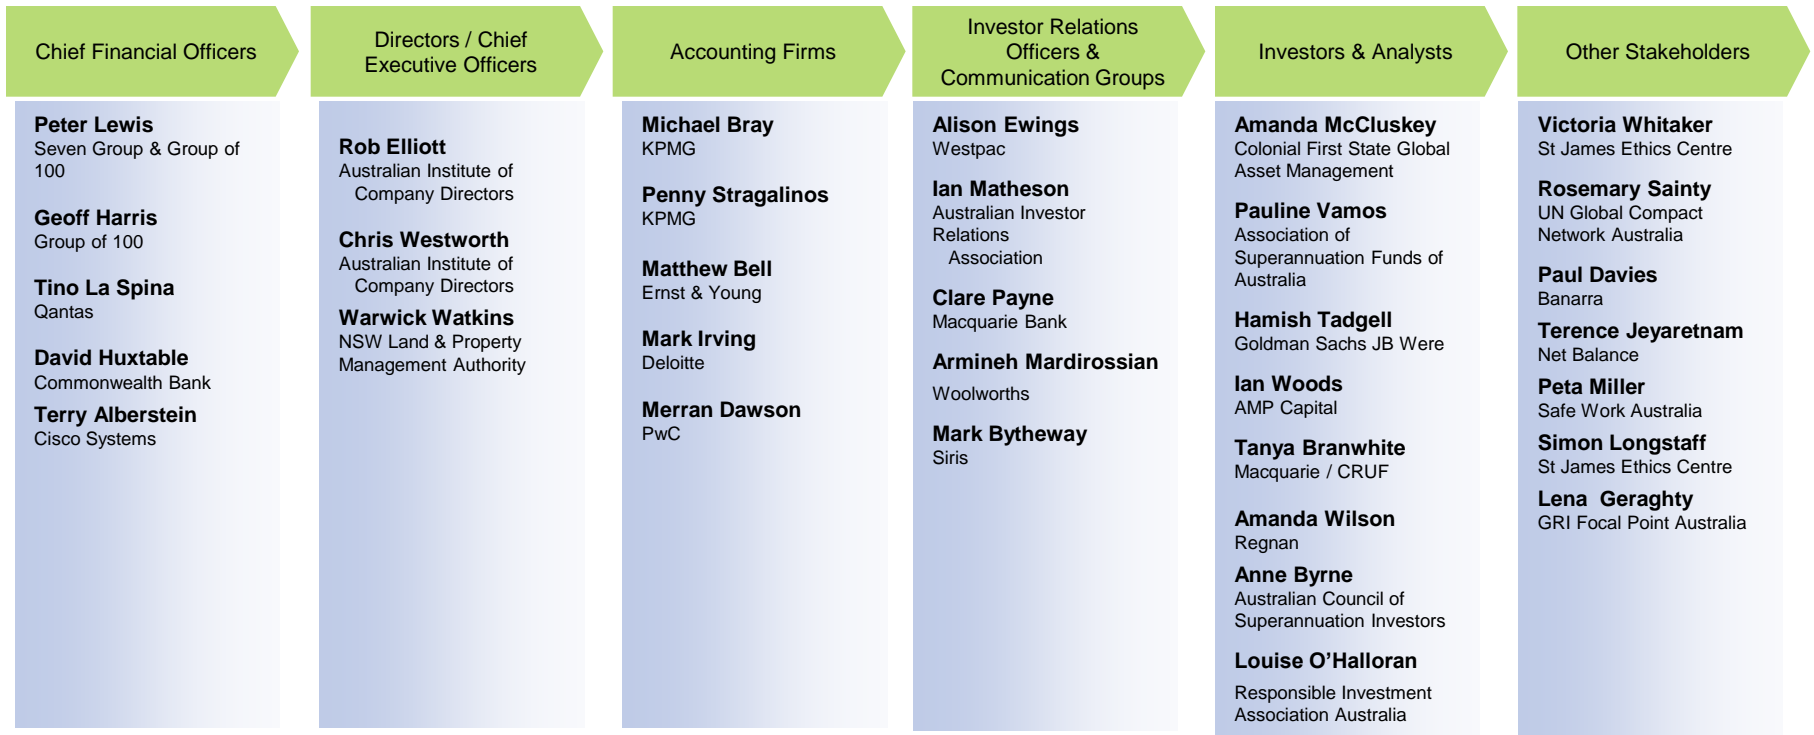 Chief Financial Officers
Peter Lewis
Seven Group & Group of
100
Geoff Harris
Group of 100
Tino La Spina
Qantas
David Huxtable
Commonwealth Bank
Terry Alberstein
Cisco Systems
Directors / Chief
Executive Officers
Rob Elliott
Australian Institute of
Company Directors
Chris Westworth
Australian Institute of
Company Directors
Warwick Watkins
NSW Land & Property
Management Authority
Accounting Firms
Michael Bray
KPMG
Penny Stragalinos
KPMG
Matthew Bell
Ernst & Young
Mark Irving
Deloitte
Merran Dawson
PwC
Investor Relations
Officers &
Communication Groups
Alison Ewings
Westpac
Ian Matheson
Australian Investor
Relations
Association
Clare Payne
Macquarie Bank
Armineh Mardirossian
Woolworths
Mark Bytheway
Siris
Investors & Analysts
Amanda McCluskey
Colonial First State Global
Asset Management
Pauline Vamos
Association of
Superannuation Funds of
Australia
Hamish Tadgell
Goldman Sachs JB Were
Ian Woods
AMP Capital
Tanya Branwhite
Macquarie / CRUF
Amanda Wilson
Regnan
Anne Byrne
Australian Council of
Superannuation Investors
Louise O’Halloran
Responsible Investment
Association Australia
Other Stakeholders
Victoria Whitaker
St James Ethics Centre
Rosemary Sainty
UN Global Compact
Network Australia
Paul Davies
Banarra
Terence Jeyaretnam
Net Balance
Peta Miller
Safe Work Australia
Simon Longstaff
St James Ethics Centre
Lena  Geraghty
GRI Focal Point Australia